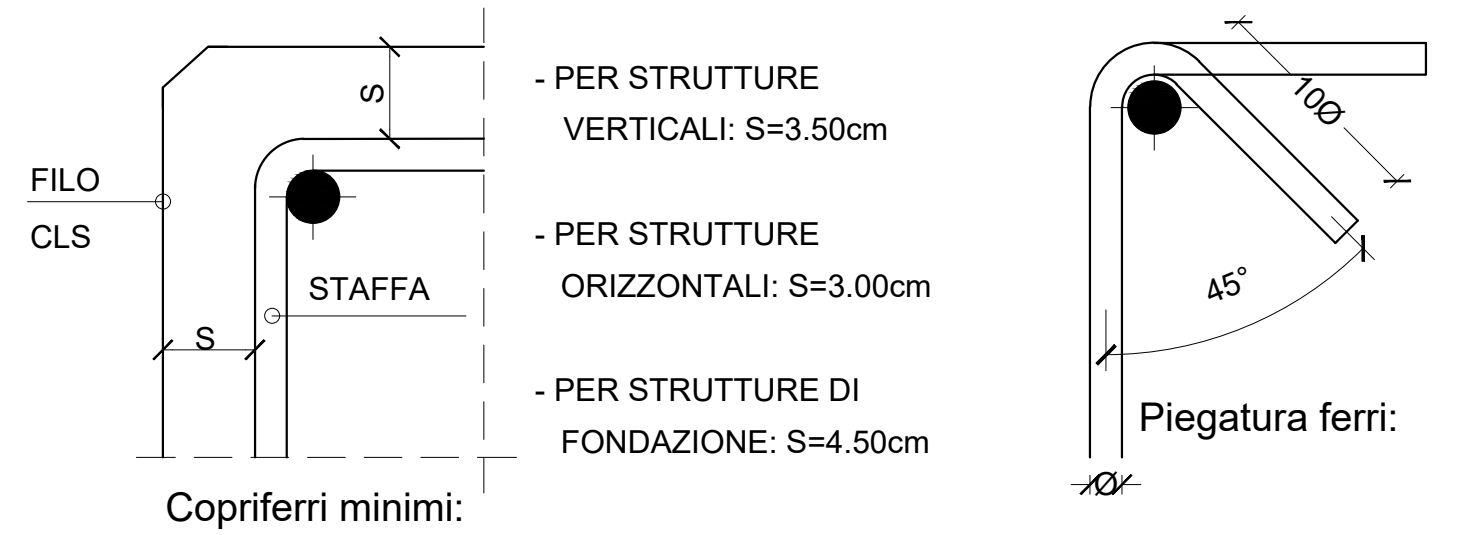 S
FILO
CLS
STAFFA
S
Copriferri minimi:
- PER STRUTTURE
VERTICALI: S=3.50cm
- PER STRUTTURE
ORIZZONTALI: S=3.00cm
- PER STRUTTURE DI
FONDAZIONE: S=4.50cm
10Ø
45°
Piegatura ferri:
Ø